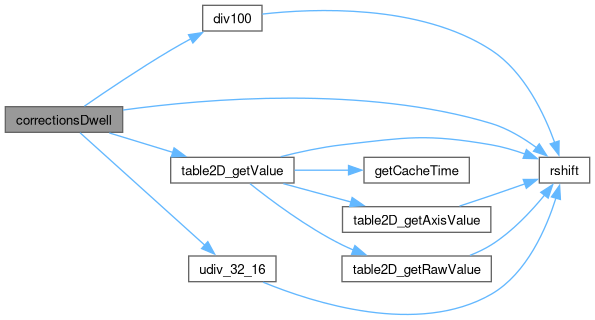 div100
correctionsDwell
table2D_getValue
getCacheTime
rshift
table2D_getAxisValue
udiv_32_16
table2D_getRawValue